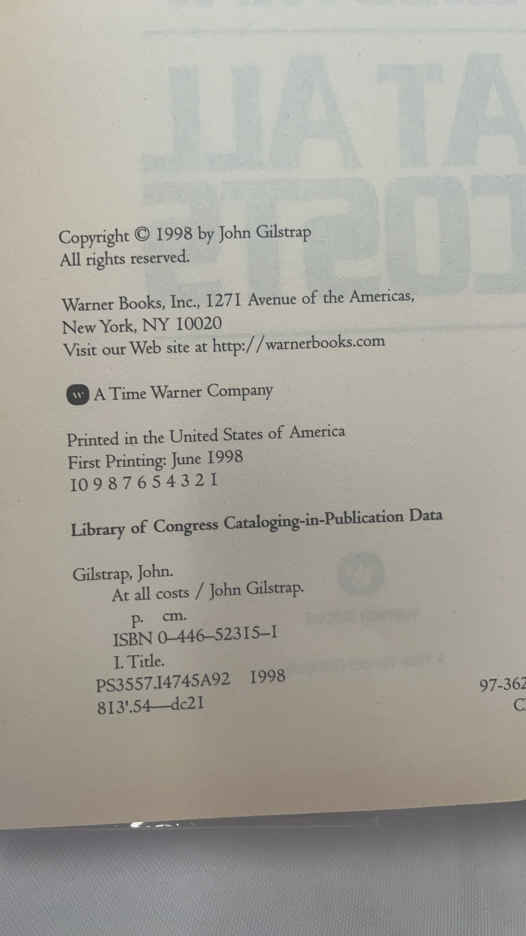 Copyright © 1998 by John Gilstrap
All rights reserved.
Warner Books, Inc., 1271 Avenue of the Americas,
New York, NY 10020
Visit our Web site at http://warnerbooks.com
W A Time Warner Company
Printed in the United States of America
First Printing: June 1998
10 9 8 7 6 5 4 3 2 1
Library of Congress Cataloging-in-Publication Data
Gilstrap, John.
At all costs / John Gilstrap.
p. cm.
ISBN 0-446-52315-1
I. Title.
PS3557.I4745A92 1998
97-362
813'.54—dc21
C